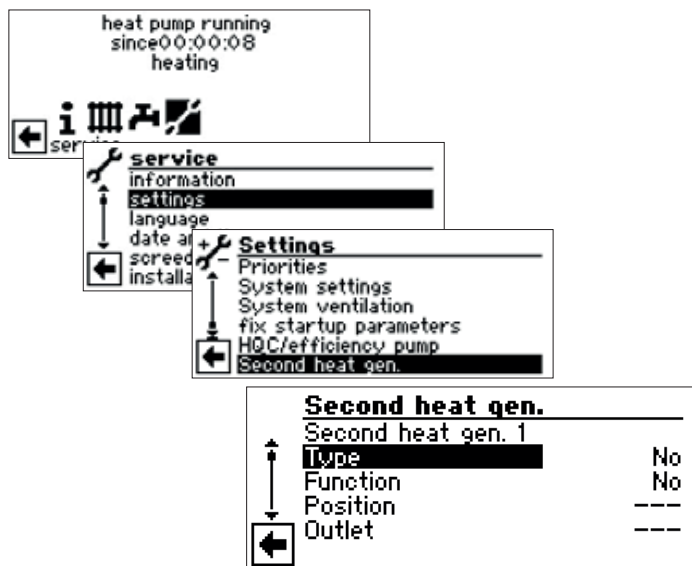 heat pump running
since00:00:08
heating
service
information
settings
language
installa
Settings
Priorities
System settings
System ventilation
fix startup parameters
HQC/efficiency pump
Second heat gen.
Second heat gen.
Second heat gen. 1
Type No
Function No
Position ---
Outlet ---